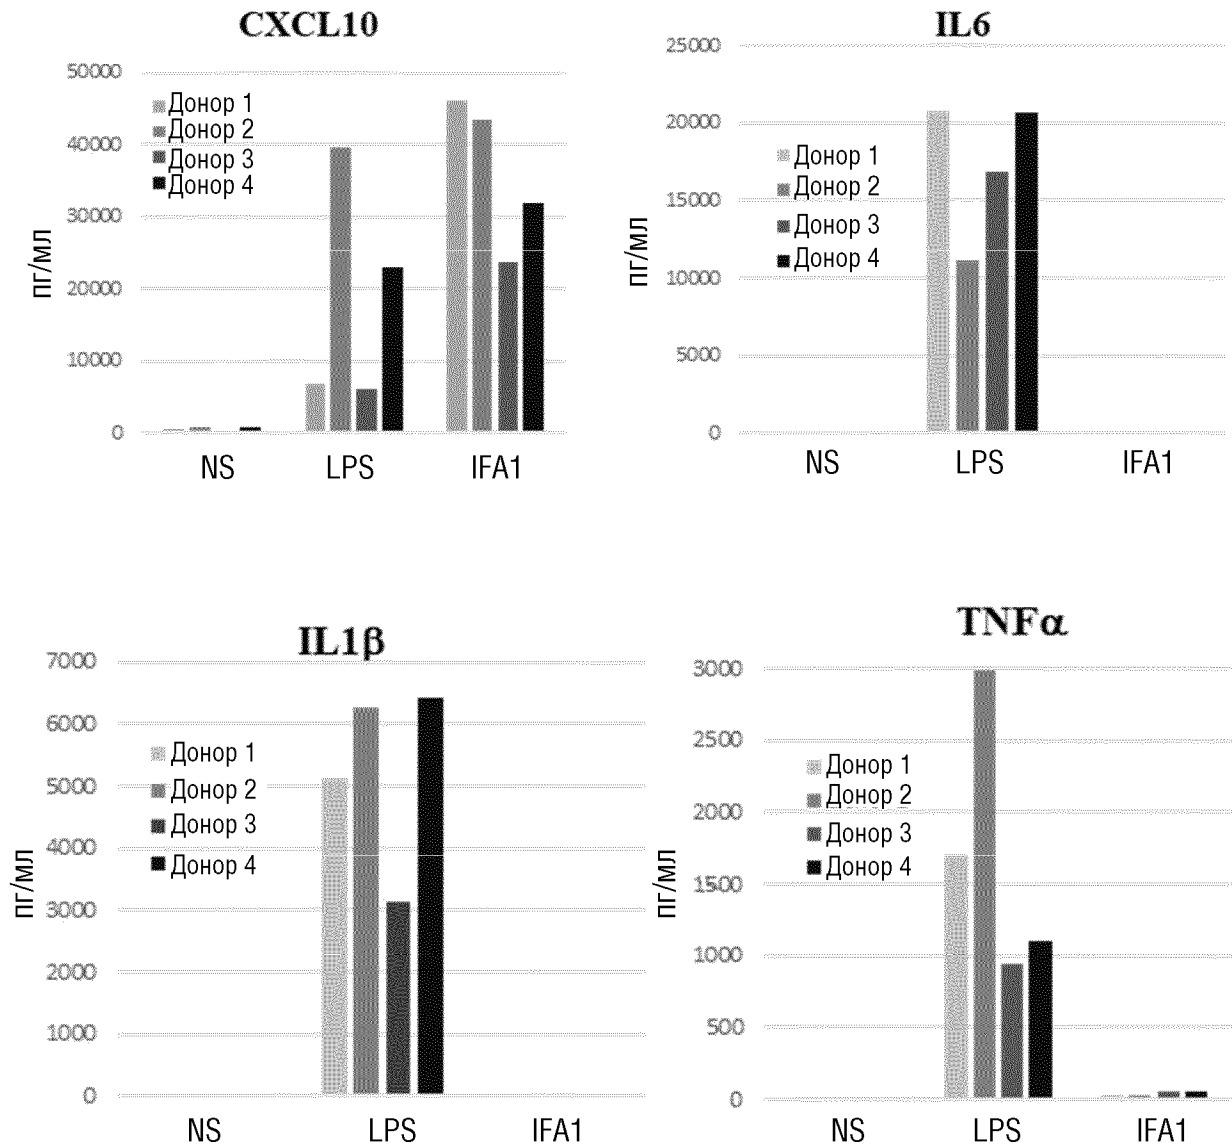 CXCL10
50000
40000
30000
20000
10000
0
пг/мл
Донор 1
Донор 2
Донор 3
Донор 4
NS LPS IFA1
IL6
25000
20000
15000
10000
5000
0
пг/мл
Донор 1
Донор 2
Донор 3
Донор 4
NS LPS IFA1
IL1β
7000
6000
5000
4000
3000
2000
1000
0
пг/мл
Донор 1
Донор 2
Донор 3
Донор 4
NS LPS IFA1
TNFα
3000
2500
2000
1500
1000
500
0
пг/мл
Донор 1
Донор 2
Донор 3
Донор 4
NS LPS IFA1